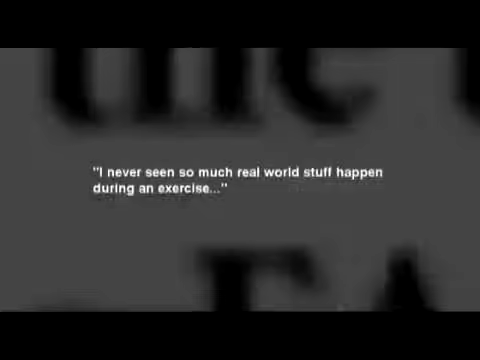 "I never seen so much real world stuff happen
during an exercise..."